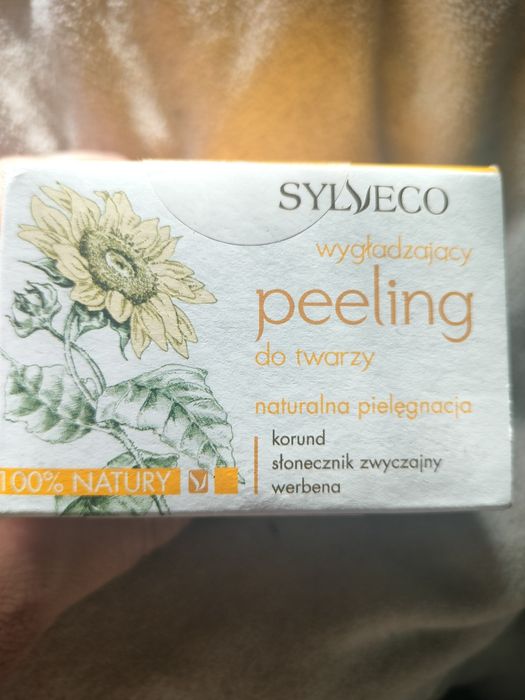 SYLVECO
wygładzający
peeling
do twarzy
naturalna pielęgnacja
korund
słonecznik zwyczajny
werbena
100% NATURY